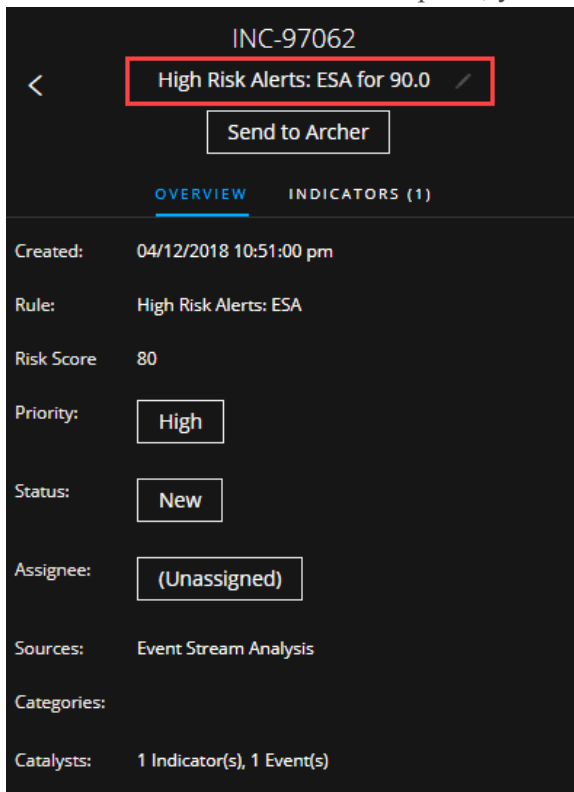 INC-97062
High Risk Alerts: ESA for 90.0
Send to Archer
OVERVIEW INDICATORS (1)
Created: 04/12/2018 10:51:00 pm
Rule: High Risk Alerts: ESA
Risk Score 80
Priority: High
Status: New
Assignee: (Unassigned)
Sources: Event Stream Analysis
Categories:
Catalysts: 1 Indicator(s), 1 Event(s)